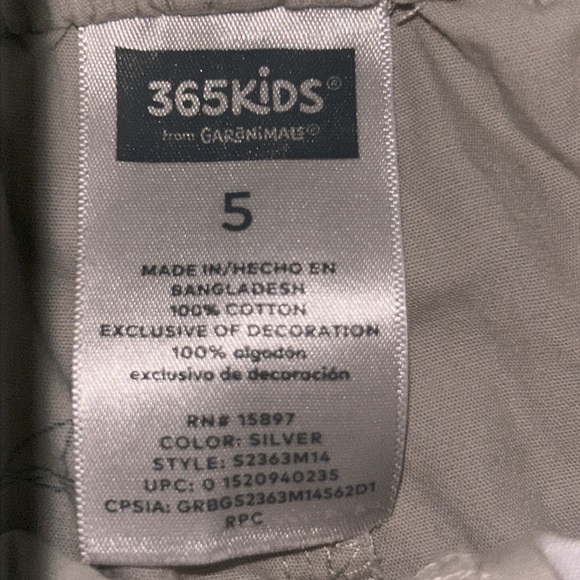 365KiDS®
from GARANiMALS®
5
MADE IN/HECHO EN
BANGLADESH
100% COTTON
EXCLUSIVE OF DECORATION
100% algodón
exclusivo de decoración
RN# 15897
COLOR: SILVER
STYLE: S2363M14
UPC: 0 1520940235
CPSIA: GRBGS2363M14562D1
RPC